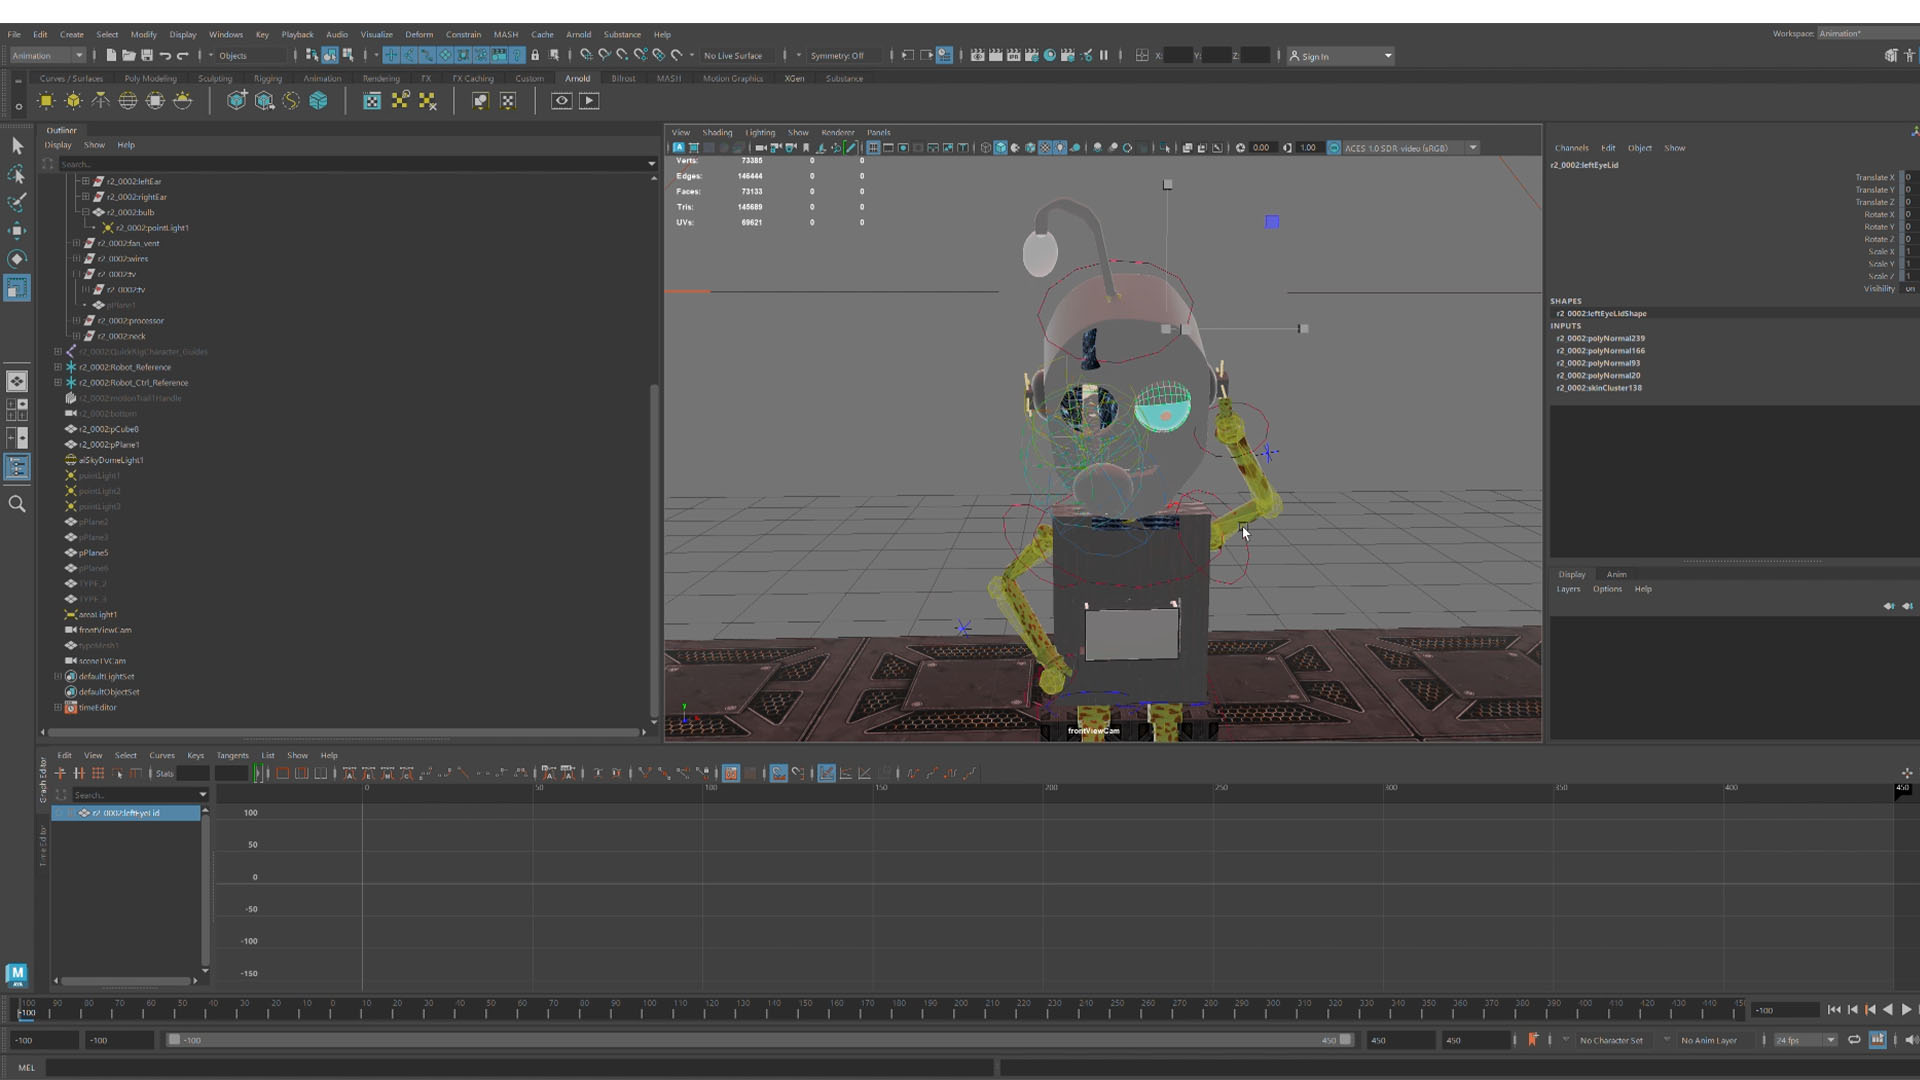 File Edit Create Select Modify Display Windows Key Playback Audio Visualize Deform Constrain MASH Cache Arnold Substance Help
Workspace: Animation*
Animation
Objects
No Live Surface
Symmetry: Off
X:
Y:
Z:
Sign In
Curves / Surfaces Poly Modeling Sculpting Rigging Animation Rendering FX FX Caching Custom Arnold Bifrost MASH Motion Graphics XGen Substance
Outliner
Display Show Help
Search...
r2_0002:leftEar
r2_0002:rightEar
r2_0002:bulb
r2_0002:pointLight1
r2_0002:fan_vent
r2_0002:wires
r2_0002:tv
r2_0002:tv
pPlane1
r2_0002:processor
r2_0002:neck
r2_0002:QuickRigCharacter_Guides
r2_0002:Robot_Reference
r2_0002:Robot_Ctrl_Reference
r2_0002:motionTrail1Handle
r2_0002:bottom
r2_0002:pCube8
r2_0002:pPlane1
aiSkyDomeLight1
pointLight1
pointLight2
pointLight3
pPlane2
pPlane3
pPlane5
pPlane6
TYPE_2
TYPE_3
areaLight1
frontViewCam
typeMesh1
sceneTVCam
defaultLightSet
defaultObjectSet
timeEditor
View Shading Lighting Show Renderer Panels
0.00
1.00
ACES 1.0 SDR-video (sRGB)
Verts: 73385 0 0
Edges: 146444 0 0
Faces: 73133 0 0
Tris: 145689 0 0
UVs: 69621 0 0
y
frontViewCam
Channels Edit Object Show
r2_0002:leftEyeLid
Translate X 0
Translate Y 0
Translate Z 0
Rotate X 0
Rotate Y 0
Rotate Z 0
Scale X 1
Scale Y 1
Scale Z 1
Visibility on
SHAPES
r2_0002:leftEyeLidShape
INPUTS
r2_0002:polyNormal239
r2_0002:polyNormal166
r2_0002:polyNormal93
r2_0002:polyNormal20
r2_0002:skinCluster138
Display Anim
Layers Options Help
Graph Editor
Time Editor
Edit View Select Curves Keys Tangents List Show Help
Stats
Search...
r2_0002:leftEyeLid
0 50 100 150 200 250 300 350 400 450
100
50
0
-50
-100
-150
100 90 80 70 60 50 40 30 20 10 0 10 20 30 40 50 60 70 80 90 100 110 120 130 140 150 160 170 180 190 200 210 220 230 240 250 260 270 280 290 300 310 320 330 340 350 360 370 380 390 400 410 420 430 440 45
-100
-100
-100
-100
-100
450
450
450
No Character Set
No Anim Layer
24 fps
M
AYA
MEL